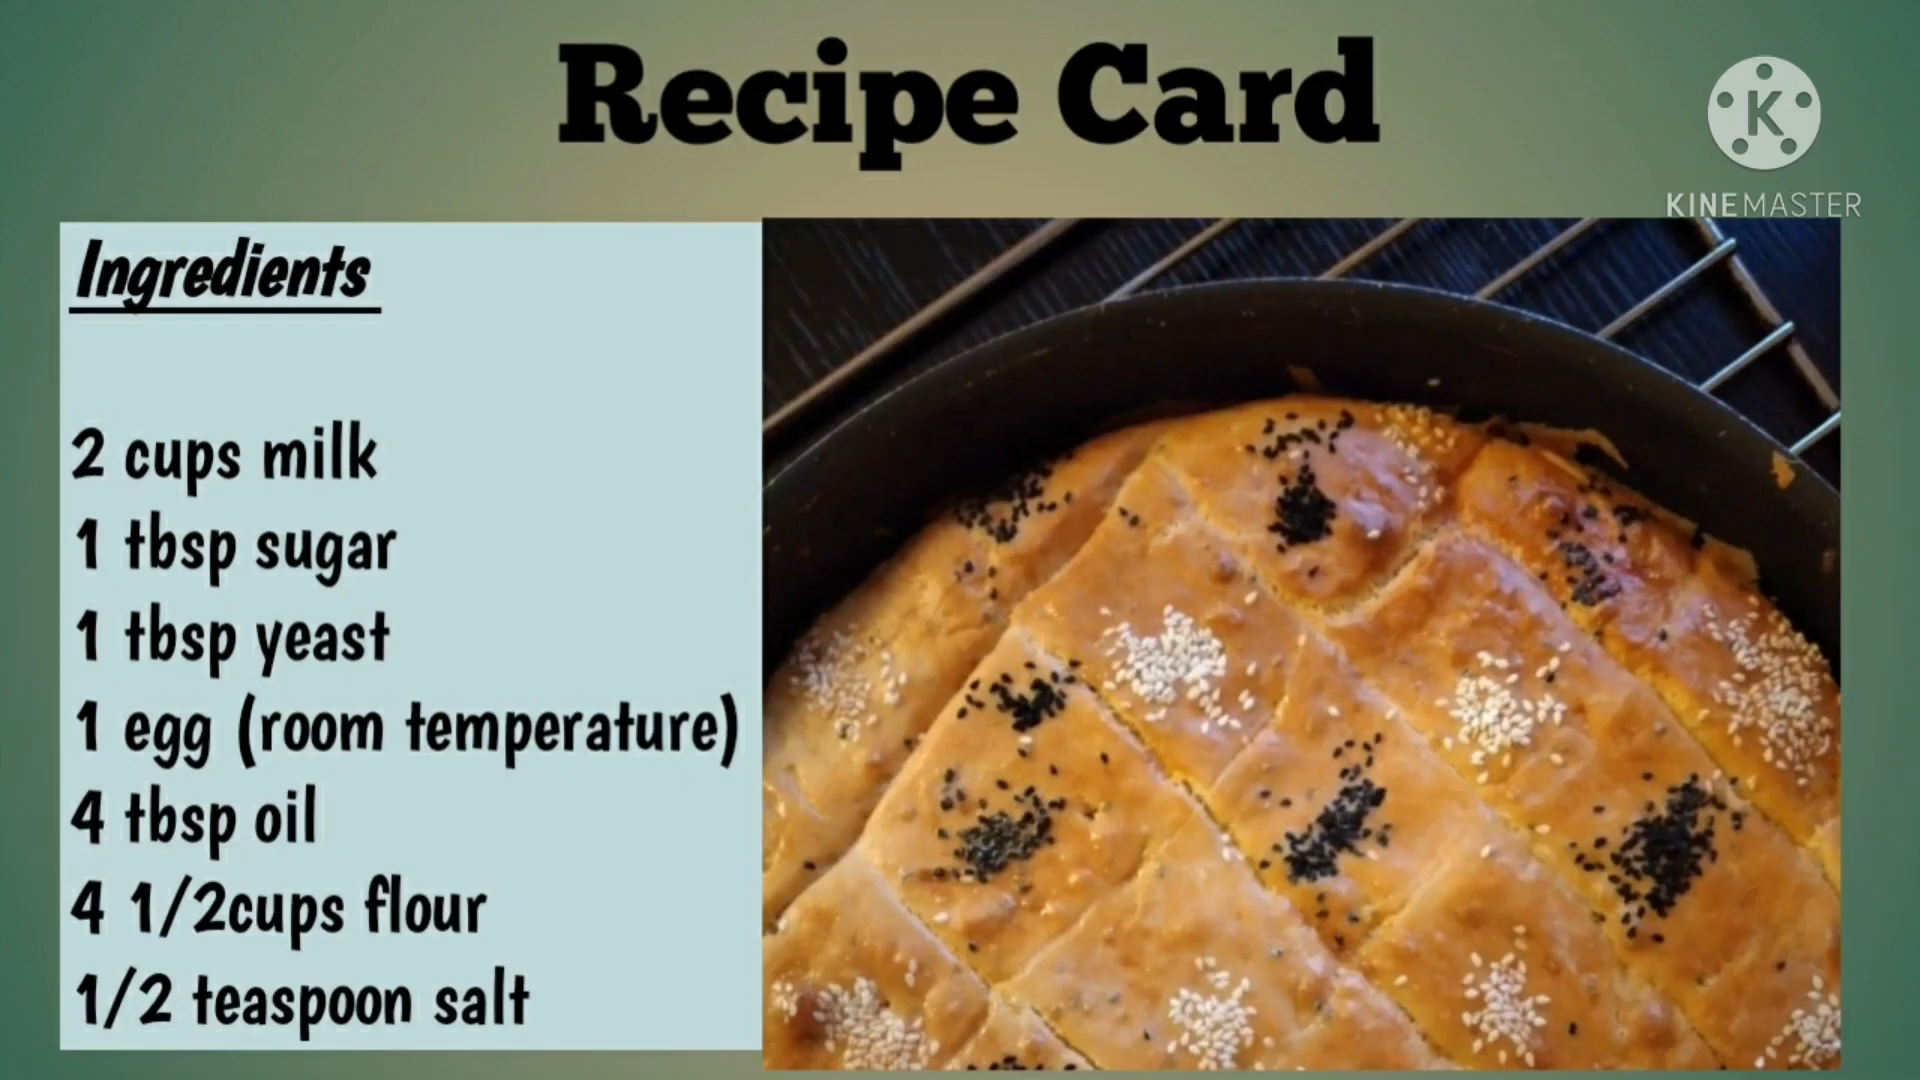 Recipe Card
K
KINEMASTER
Ingredients
2 cups milk
1 tbsp sugar
1 tbsp yeast
1 egg (room temperature)
4 tbsp oil
4 1/2cups flour
1/2 teaspoon salt